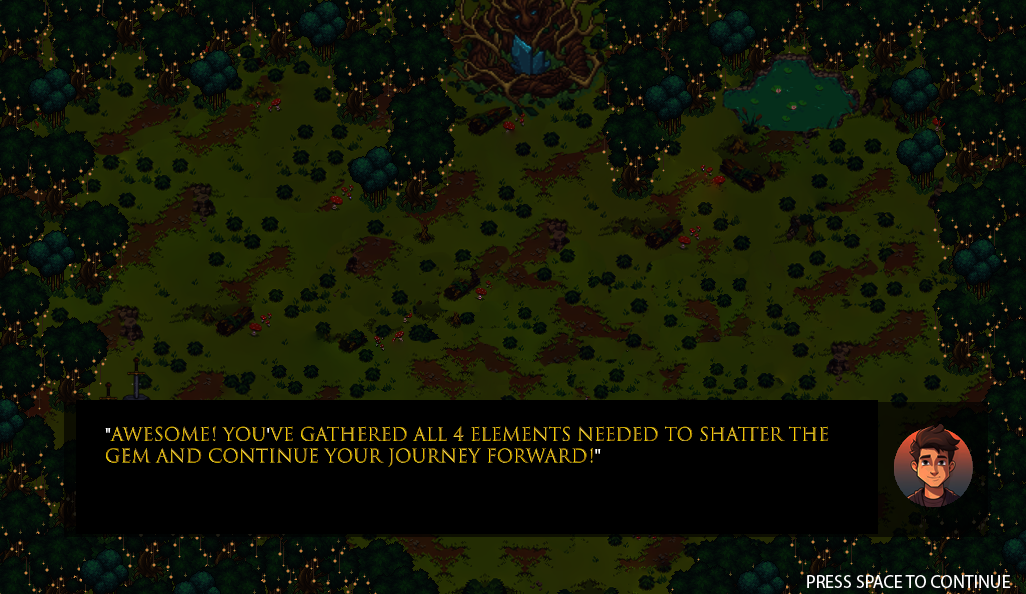 "AWESOME! YOU'VE GATHERED ALL 4 ELEMENTS NEEDED TO SHATTER THE
GEM AND CONTINUE YOUR JOURNEY FORWARD!"
PRESS SPACE TO CONTINUE